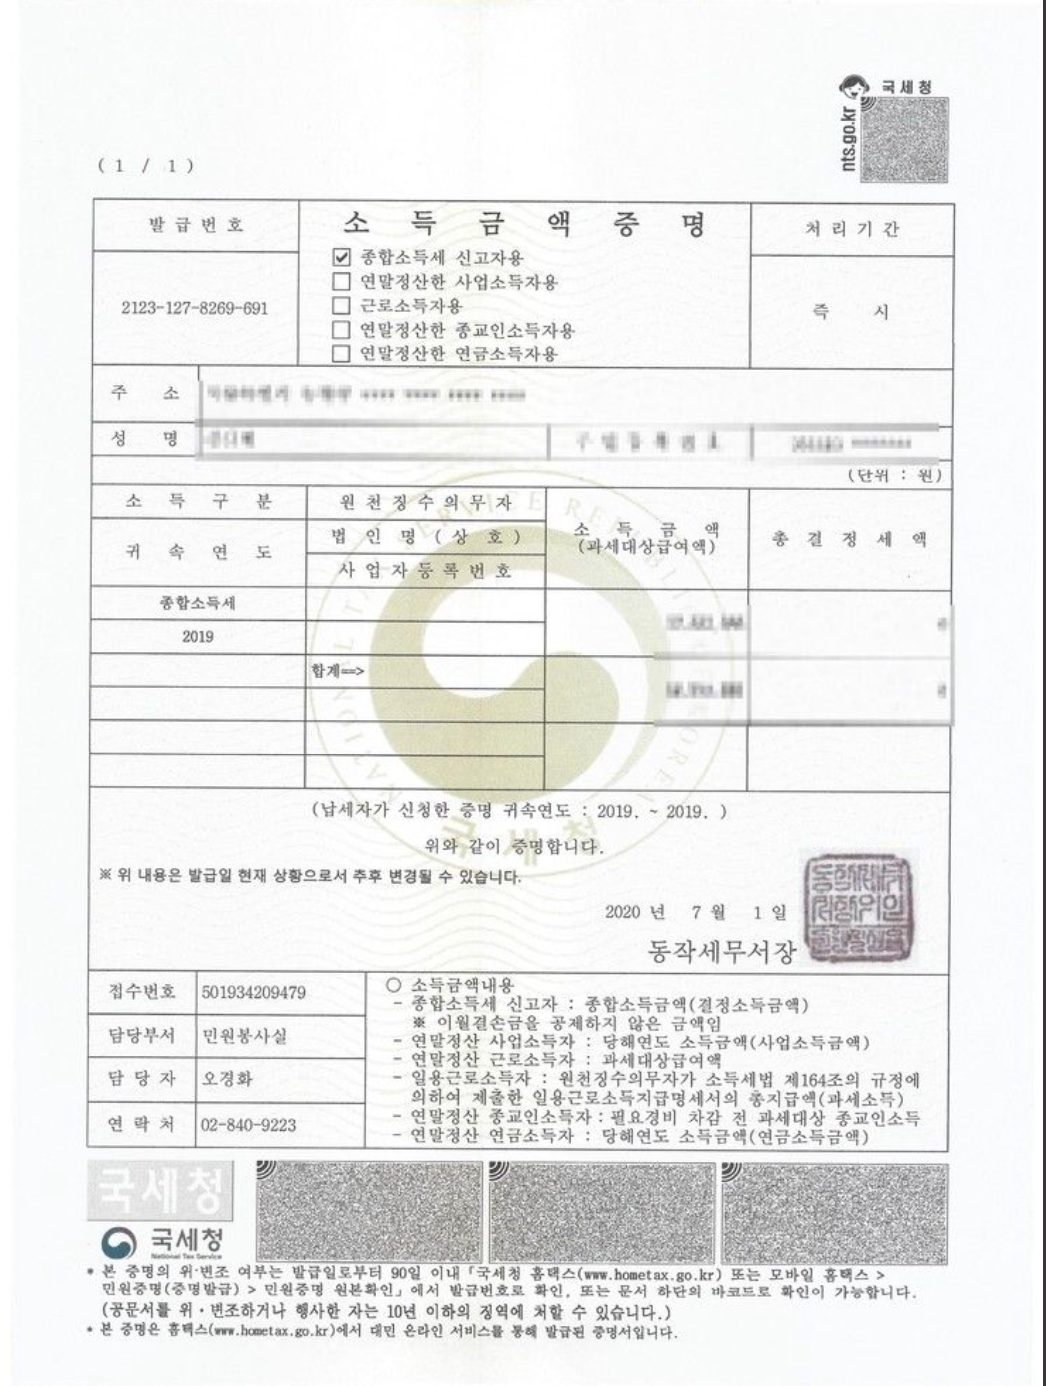 국세청
nts.go.kr
( 1 / 1 )
발급번호
소 득 금 액 증 명
처 리 기 간
☑ 종합소득세 신고자용
□ 연말정산한 사업소득자용
□ 근로소득자용
□ 연말정산한 종교인소득자용
□ 연말정산한 연금소득자용
2123-127-8269-691
즉 시
주 소
성 명
(단위 : 원)
소 득 구 분
원천징수의무자
귀 속 연 도
법 인 명 ( 상 호 )
사업자등록번호
소 득 금 액
(과세대상급여액)
총 결 정 세 액
종합소득세
2019
합계==>
(납세자가 신청한 증명 귀속연도 : 2019. ~ 2019. )
위와 같이 증명합니다.
※ 위 내용은 발급일 현재 상황으로서 추후 변경될 수 있습니다.
2020 년 7 월 1 일
동작세무서장
접수번호 501934209479
담당부서 민원봉사실
담 당 자 오경화
연 락 처 02-840-9223
○ 소득금액내용
- 종합소득세 신고자 : 종합소득금액(결정소득금액)
※ 이월결손금을 공제하지 않은 금액임
- 연말정산 사업소득자 : 당해연도 소득금액(사업소득금액)
- 연말정산 근로소득자 : 과세대상급여액
- 일용근로소득자 : 원천징수의무자가 소득세법 제164조의 규정에
의하여 제출한 일용근로소득지급명세서의 총지급액(과세소득)
- 연말정산 종교인소득자 : 필요경비 차감 전 과세대상 종교인소득
- 연말정산 연금소득자 : 당해연도 소득금액(연금소득금액)
국세청
국세청
National Tax Service
* 본 증명의 위·변조 여부는 발급일로부터 90일 이내「국세청 홈택스(www.hometax.go.kr) 또는 모바일 홈택스 >
민원증명(증명발급) > 민원증명 원본확인」에서 발급번호로 확인, 또는 문서 하단의 바코드로 확인이 가능합니다.
(공문서를 위·변조하거나 행사한 자는 10년 이하의 징역에 처할 수 있습니다.)
* 본 증명은 홈택스(www.hometax.go.kr)에서 대민 온라인 서비스를 통해 발급된 증명서입니다.